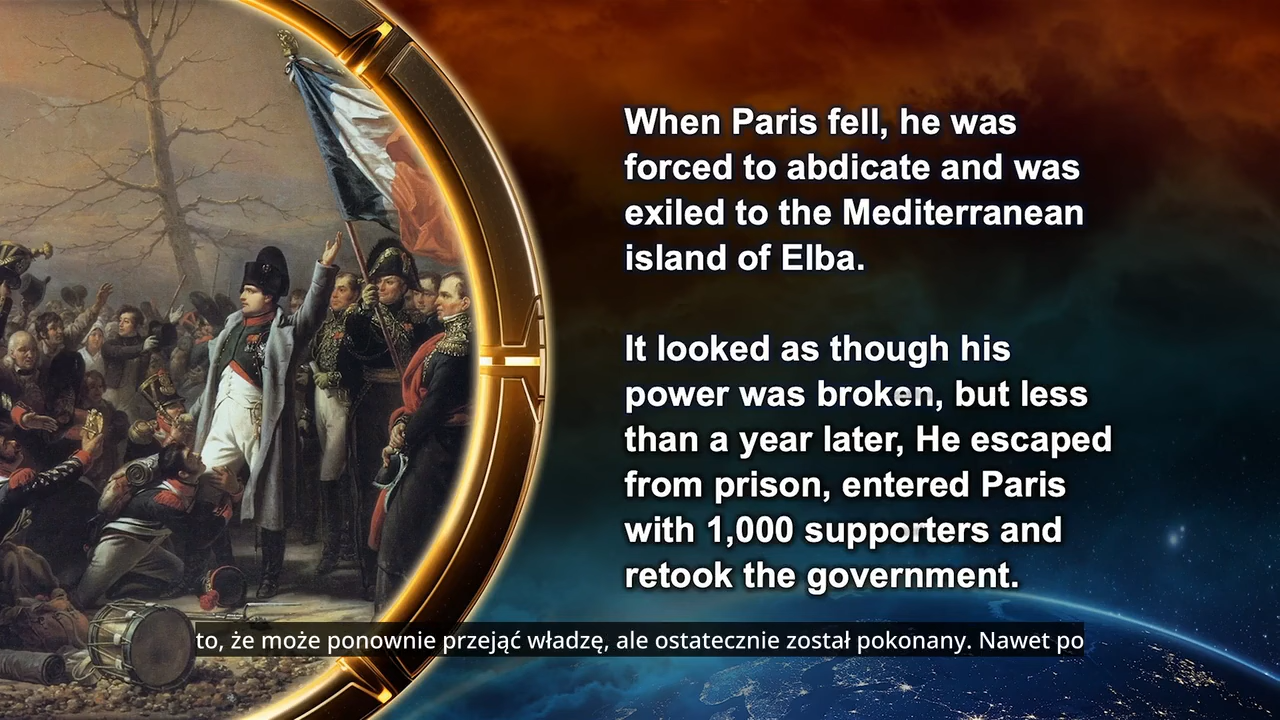 When Paris fell, he was
forced to abdicate and was
exiled to the Mediterranean
island of Elba.
It looked as though his
power was broken, but less
than a year later, He escaped
from prison, entered Paris
with 1,000 supporters and
retook the government.
to, że może ponownie przejąć władzę, ale ostatecznie został pokonany. Nawet po